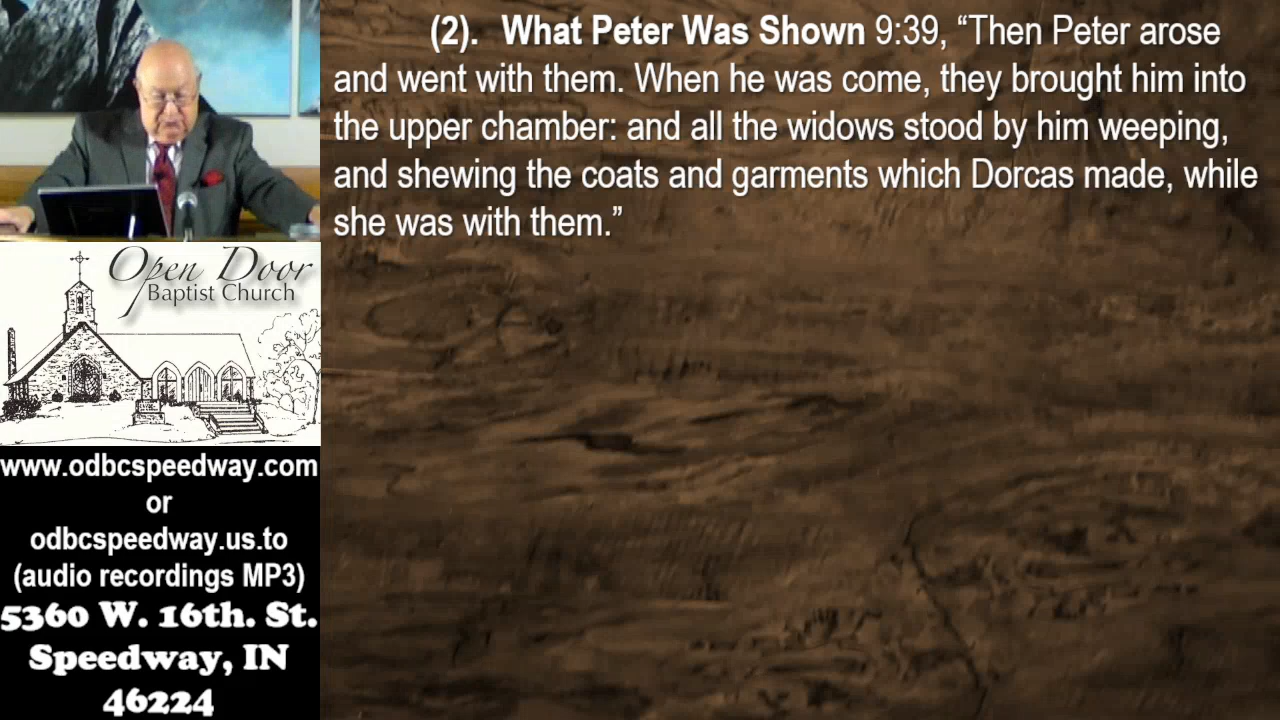 (2). What Peter Was Shown 9:39, “Then Peter arose
and went with them. When he was come, they brought him into
the upper chamber: and all the widows stood by him weeping,
and shewing the coats and garments which Dorcas made, while
she was with them.”
Open Door
Baptist Church
www.odbcspeedway.com
or
odbcspeedway.us.to
(audio recordings MP3)
5360 W. 16th. St.
Speedway, IN
46224